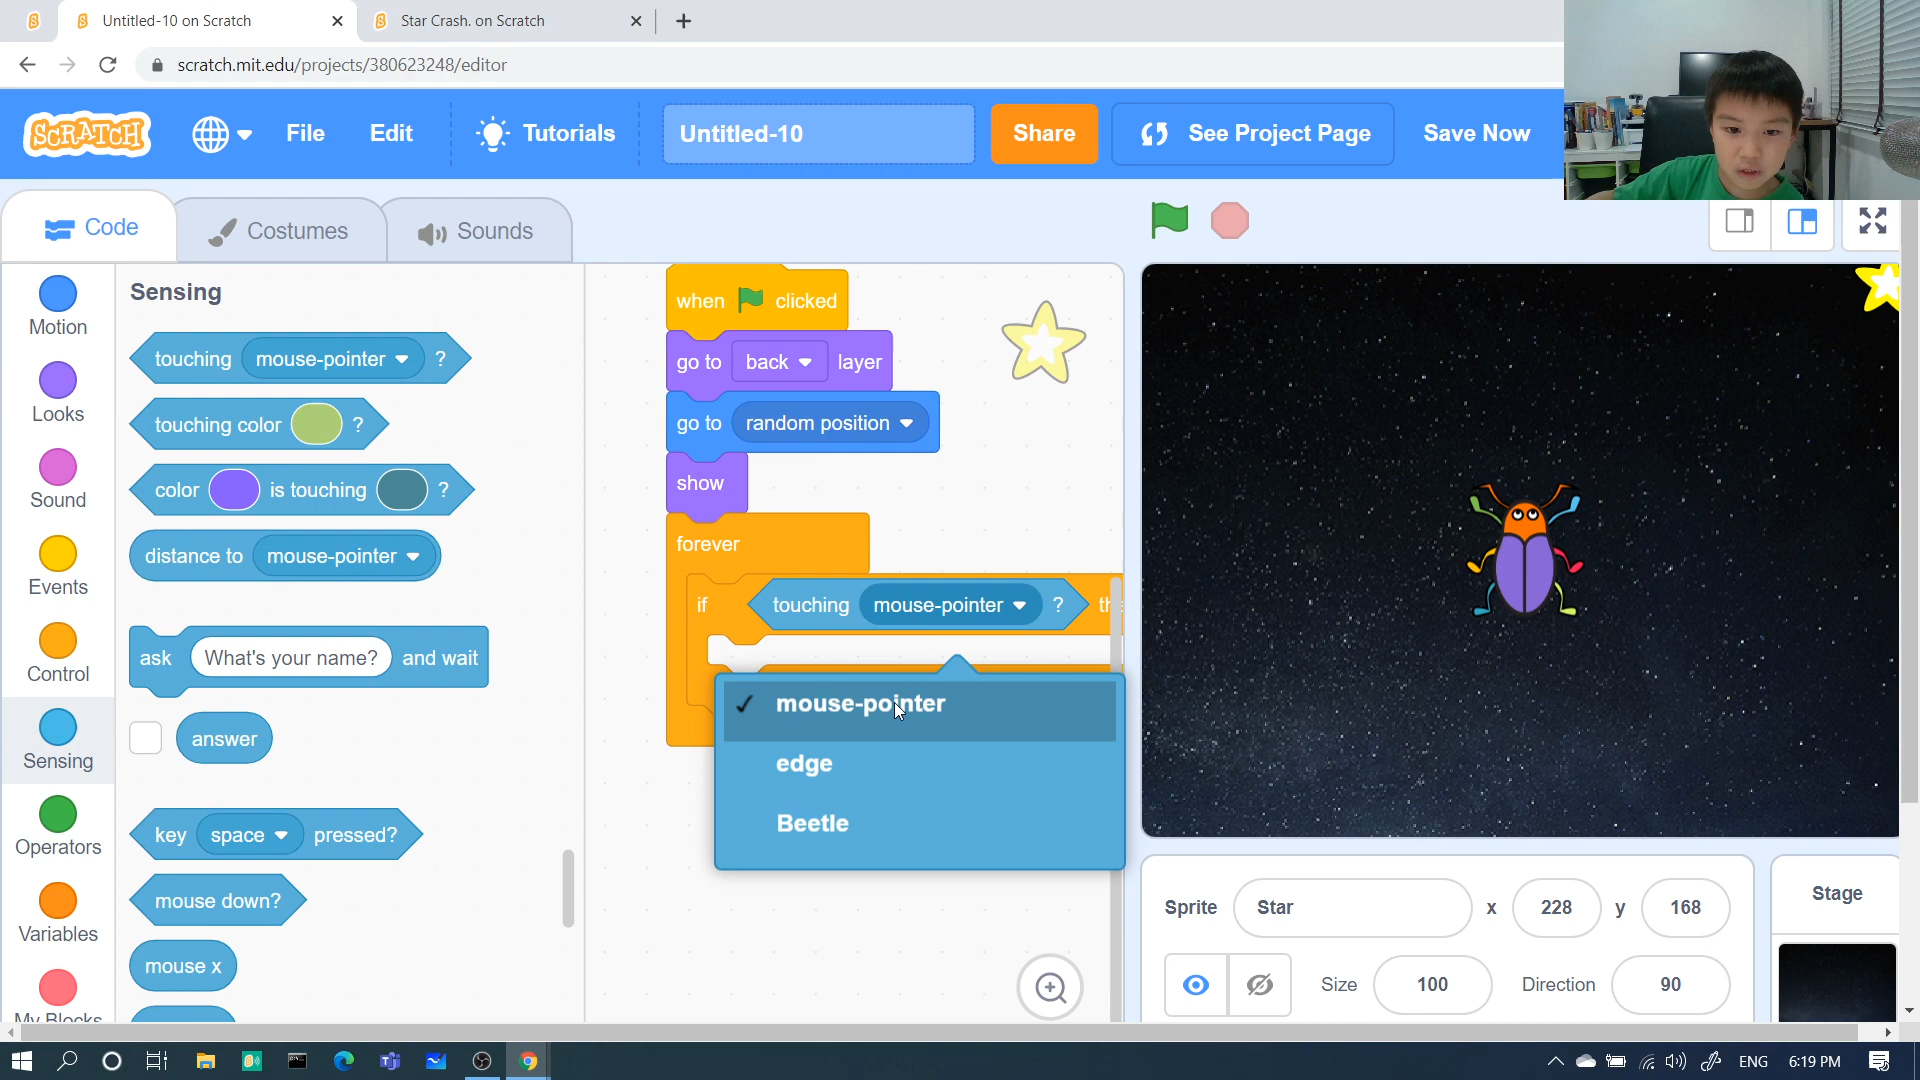 Untitled-10 on Scratch
Star Crash. on Scratch
scratch.mit.edu/projects/380623248/editor
SCRATCH
File
Edit
Tutorials
Untitled-10
Share
See Project Page
Save Now
Code
Costumes
Sounds
Motion
Looks
Sound
Events
Control
Sensing
Operators
Variables
My Blocks
Sensing
touching mouse-pointer ?
touching color ?
color is touching ?
distance to mouse-pointer
ask What's your name? and wait
answer
key space pressed?
mouse down?
mouse x
when clicked
go to back layer
go to random position
show
forever
if touching mouse-pointer ? th
mouse-pointer
edge
Beetle
Sprite Star x 228 y 168
Size 100 Direction 90
Stage
ENG 6:19 PM